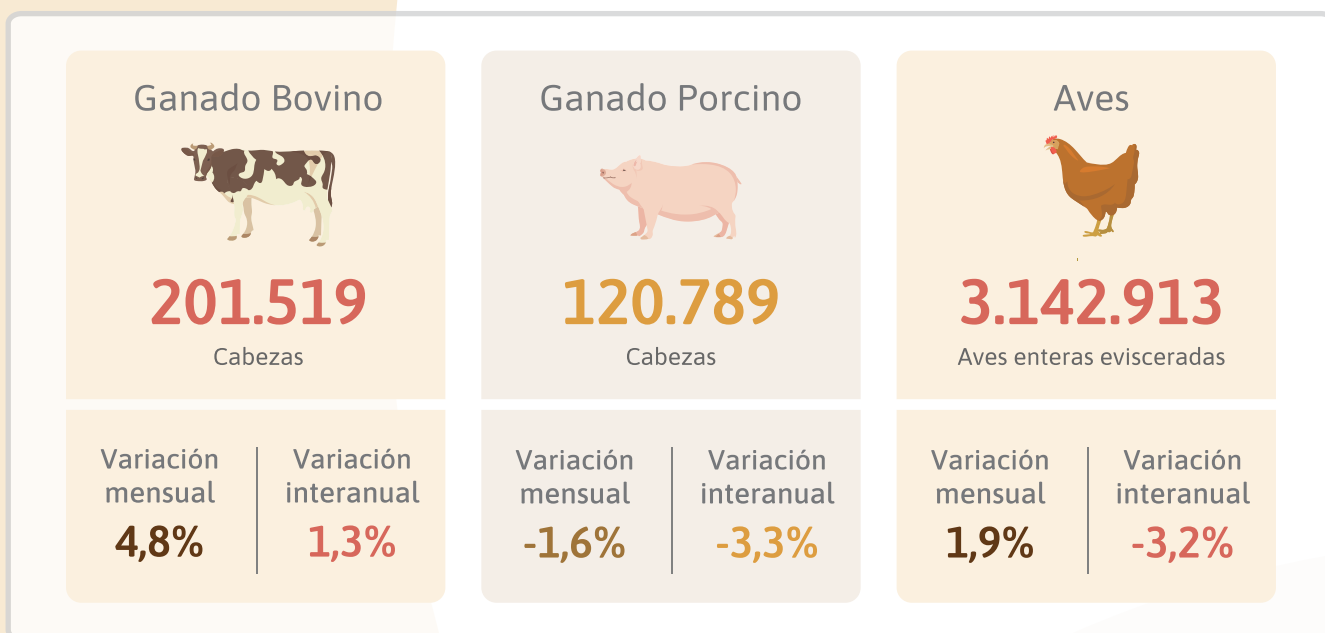 Ganado Bovino
201.519
Cabezas
Variación
mensual
4,8%
Variación
interanual
1,3%
Ganado Porcino
120.789
Cabezas
Variación
mensual
-1,6%
Variación
interanual
-3,3%
Aves
3.142.913
Aves enteras evisceradas
Variación
mensual
1,9%
Variación
interanual
-3,2%